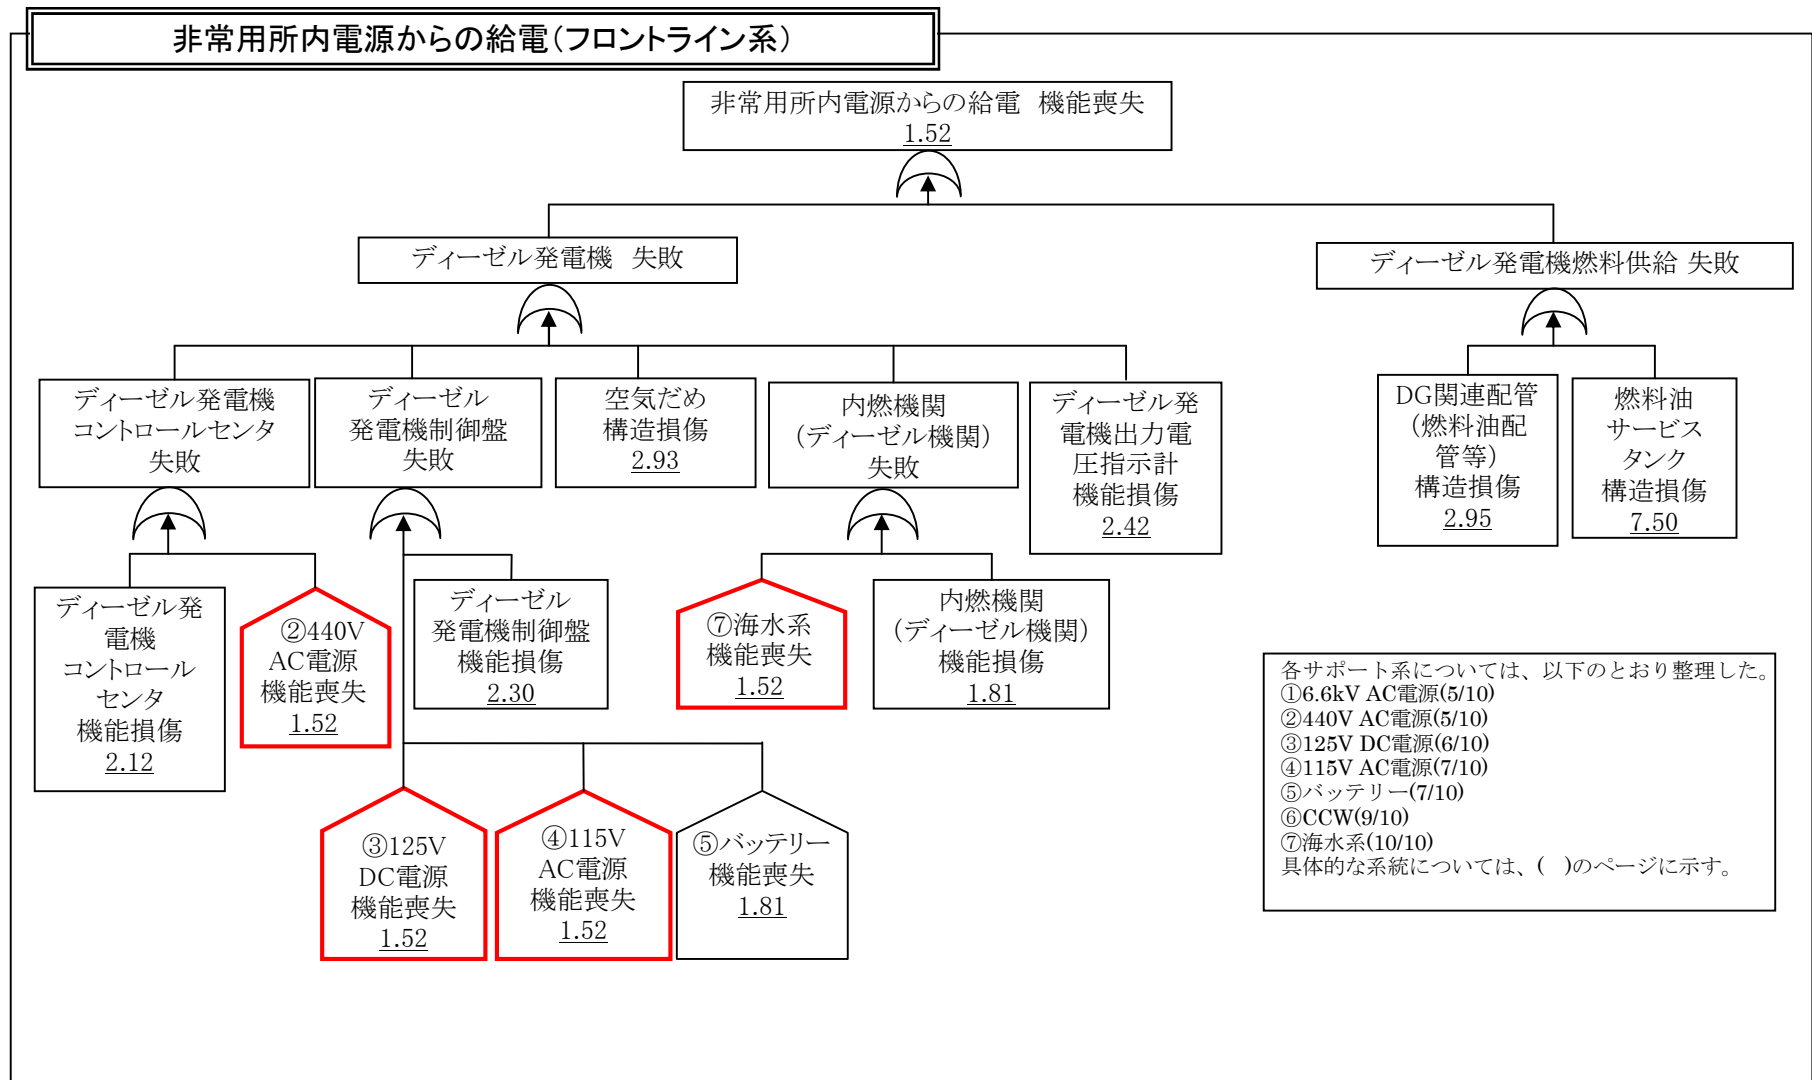 非常用所内電源からの給電(フロントライン系)
非常用所内電源からの給電 機能喪失
1.52
ディーゼル発電機 失敗
ディーゼル発電機燃料供給 失敗
ディーゼル発電機
コントロールセンタ
失敗
ディーゼル
発電機制御盤
失敗
空気だめ
構造損傷
2.93
内燃機関
(ディーゼル機関)
失敗
ディーゼル発
電機出力電
圧指示計
機能損傷
2.42
DG関連配管
(燃料油配
管等)
構造損傷
2.95
燃料油
サービス
タンク
構造損傷
7.50
ディーゼル発
電機
コントロール
センタ
機能損傷
2.12
②440V
AC電源
機能喪失
1.52
ディーゼル
発電機制御盤
機能損傷
2.30
⑦海水系
機能喪失
1.52
内燃機関
(ディーゼル機関)
機能損傷
1.81
③125V
DC電源
機能喪失
1.52
④115V
AC電源
機能喪失
1.52
⑤バッテリー
機能喪失
1.81
各サポート系については、以下のとおり整理した。
①6.6kV AC電源(5/10)
②440V AC電源(5/10)
③125V DC電源(6/10)
④115V AC電源(7/10)
⑤バッテリー(7/10)
⑥CCW(9/10)
⑦海水系(10/10)
具体的な系統については、( )のページに示す。